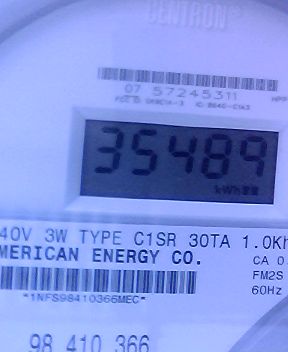 CENTRON
07 57245311
35489
kWh
40V 3W TYPE C1SR 30TA 1.0Kh
MERICAN ENERGY CO.
CA 0.
FM2S
60Hz
"1NFS98410366MEC"
98 410 366